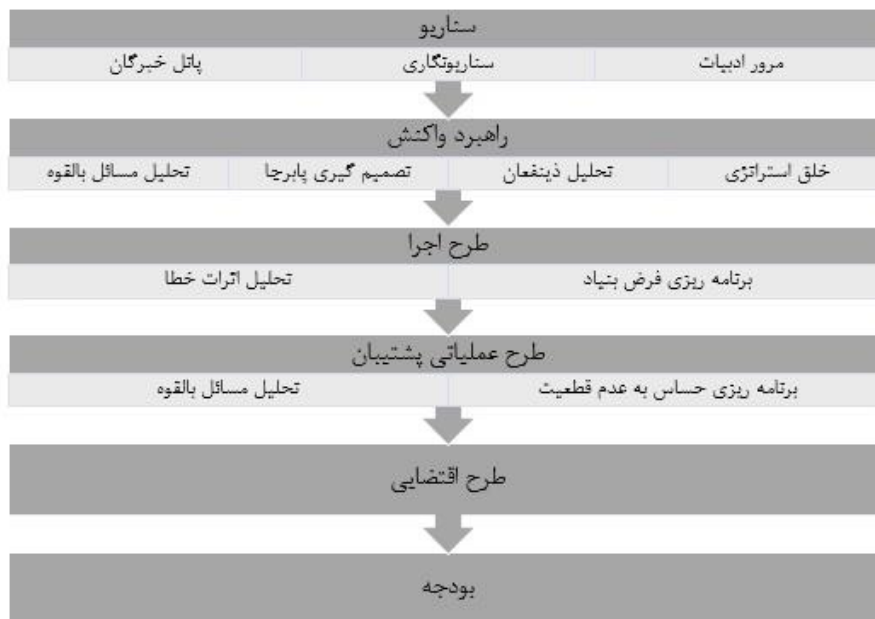 سناریو
مرور ادبیات سناریونگاری پانل خبرگان
راهبرد واکنش
خلق استراتژی تحلیل ذینفعان تصمیم گیری پابرجا تحلیل مسائل بالقوه
طرح اجرا
برنامه ریزی فرض بنیاد تحلیل اثرات خطا
طرح عملیاتی پشتیبان
برنامه ریزی حساس به عدم قطعیت تحلیل مسائل بالقوه
طرح اقتضایی
بودجه